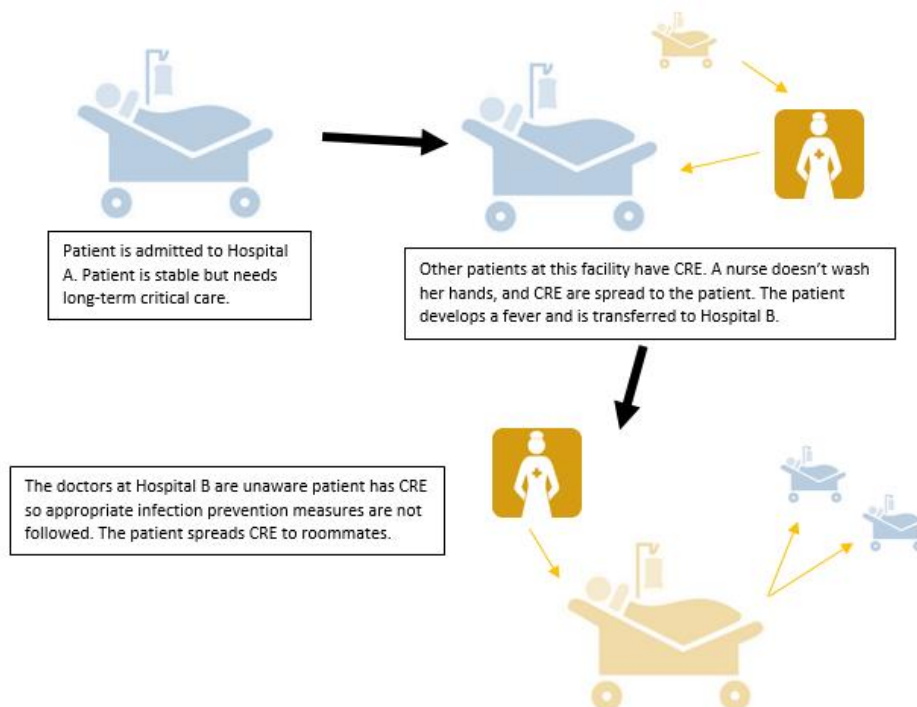 Patient is admitted to Hospital
A. Patient is stable but needs
long-term critical care.
Other patients at this facility have CRE. A nurse doesn’t wash
her hands, and CRE are spread to the patient. The patient
develops a fever and is transferred to Hospital B.
The doctors at Hospital B are unaware patient has CRE
so appropriate infection prevention measures are not
followed. The patient spreads CRE to roommates.